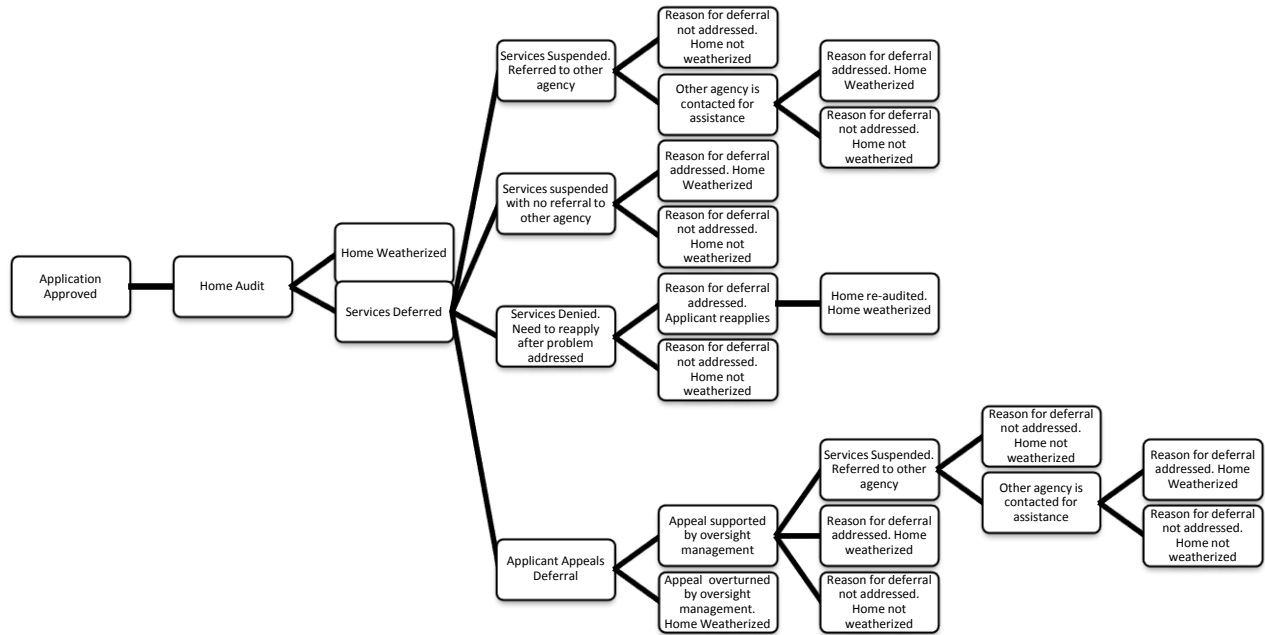 Application
Approved
Home Audit
Home Weatherized
Services Deferred
Services Suspended.
Referred to other
agency
Reason for deferral
not addressed.
Home not
weatherized
Other agency is
contacted for
assistance
Reason for deferral
addressed. Home
Weatherized
Reason for deferral
not addressed.
Home not
weatherized
Services suspended
with no referral to
other agency
Reason for deferral
addressed. Home
Weatherized
Reason for deferral
not addressed.
Home not
weatherized
Services Denied.
Need to reapply
after problem
addressed
Reason for deferral
addressed.
Applicant reapplies
Home re-audited.
Home weatherized
Reason for deferral
not addressed.
Home not
weatherized
Applicant Appeals
Deferral
Appeal supported
by oversight
management
Services Suspended.
Referred to other
agency
Reason for deferral
not addressed.
Home not
weatherized
Other agency is
contacted for
assistance
Reason for deferral
addressed. Home
Weatherized
Reason for deferral
not addressed.
Home not
weatherized
Reason for deferral
addressed. Home
weatherized
Reason for deferral
not addressed.
Home not
weatherized
Appeal overturned
by oversight
management.
Home Weatherized